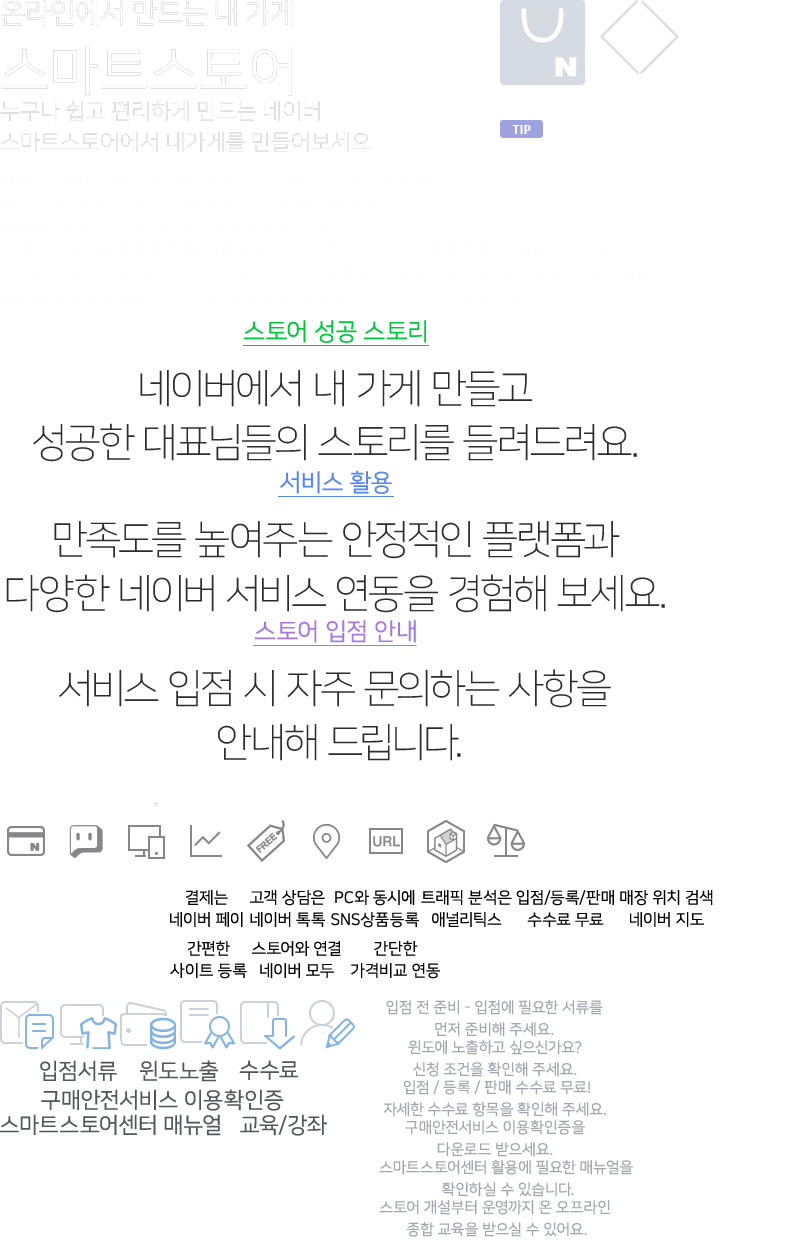 온라인에서 만드는 내 가게
스마트스토어
누구나 쉽고 편리하게 만드는 네이버
스마트스토어에서 내가게를 만들어보세요
N
TIP
스토어 성공 스토리
네이버에서 내 가게 만들고
성공한 대표님들의 스토리를 들려드려요.
서비스 활용
만족도를 높여주는 안정적인 플랫폼과
다양한 네이버 서비스 연동을 경험해 보세요.
스토어 입점 안내
서비스 입점 시 자주 문의하는 사항을
안내해 드립니다.
N
FREE
URL
결제는 고객 상담은 PC와 동시에 트래픽 분석은 입점/등록/판매 매장 위치 검색
네이버 페이 네이버 톡톡 SNS상품등록 애널리틱스 수수료 무료 네이버 지도
간편한 스토어와 연결 간단한
사이트 등록 네이버 모두 가격비교 연동
입점서류 윈도노출 수수료
구매안전서비스 이용확인증
스마트스토어센터 매뉴얼 교육/강좌
입점 전 준비 - 입점에 필요한 서류를
먼저 준비해 주세요.
윈도에 노출하고 싶으신가요?
신청 조건을 확인해 주세요.
입점 / 등록 / 판매 수수료 무료!
자세한 수수료 항목을 확인해 주세요.
구매안전서비스 이용확인증을
다운로드 받으세요.
스마트스토어센터 활용에 필요한 매뉴얼을
확인하실 수 있습니다.
스토어 개설부터 운영까지 온 오프라인
종합 교육을 받으실 수 있어요.